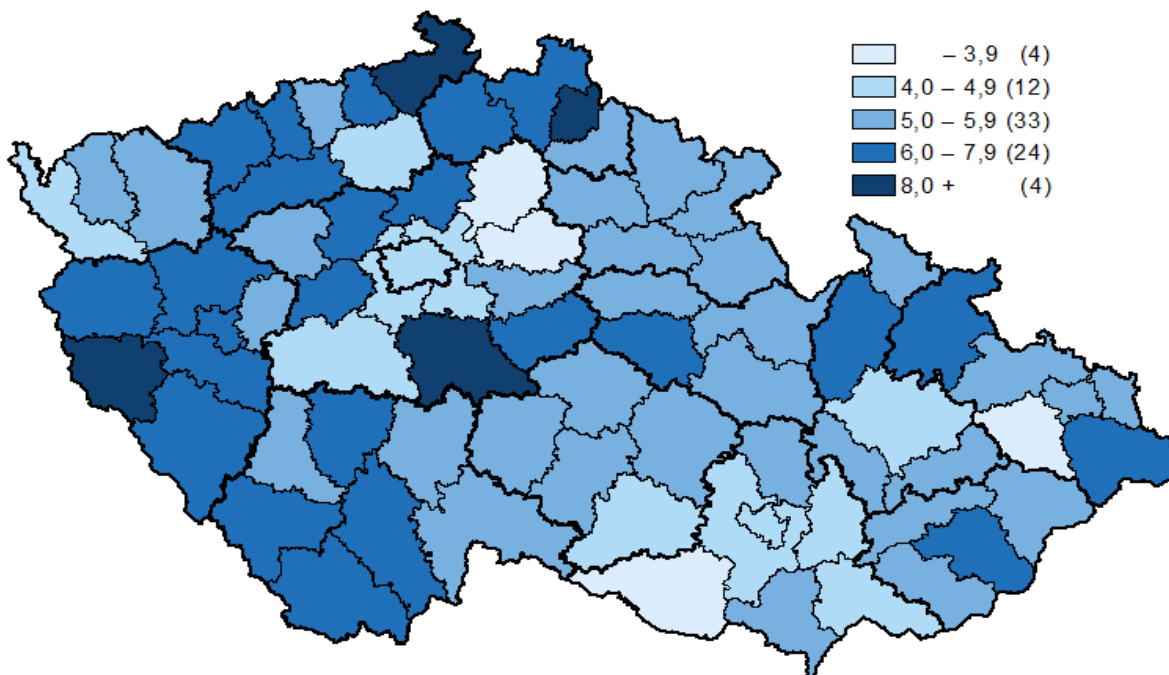 – 3,9 (4)
4,0 – 4,9 (12)
5,0 – 5,9 (33)
6,0 – 7,9 (24)
8,0 + (4)